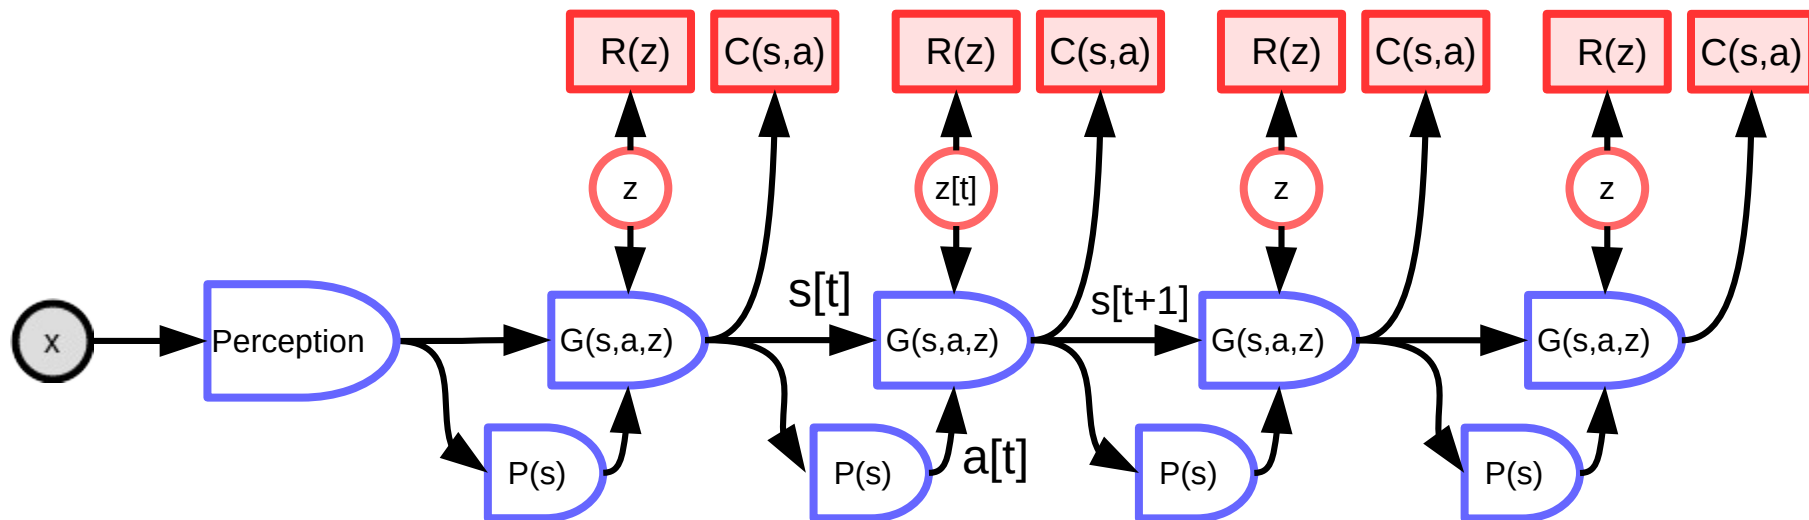 R(z) C(s,a) R(z) C(s,a) R(z) C(s,a) R(z) C(s,a)
z z[t] z z
s[t] s[t+1]
x Perception G(s,a,z) G(s,a,z) G(s,a,z) G(s,a,z)
P(s) P(s) a[t] P(s) P(s)